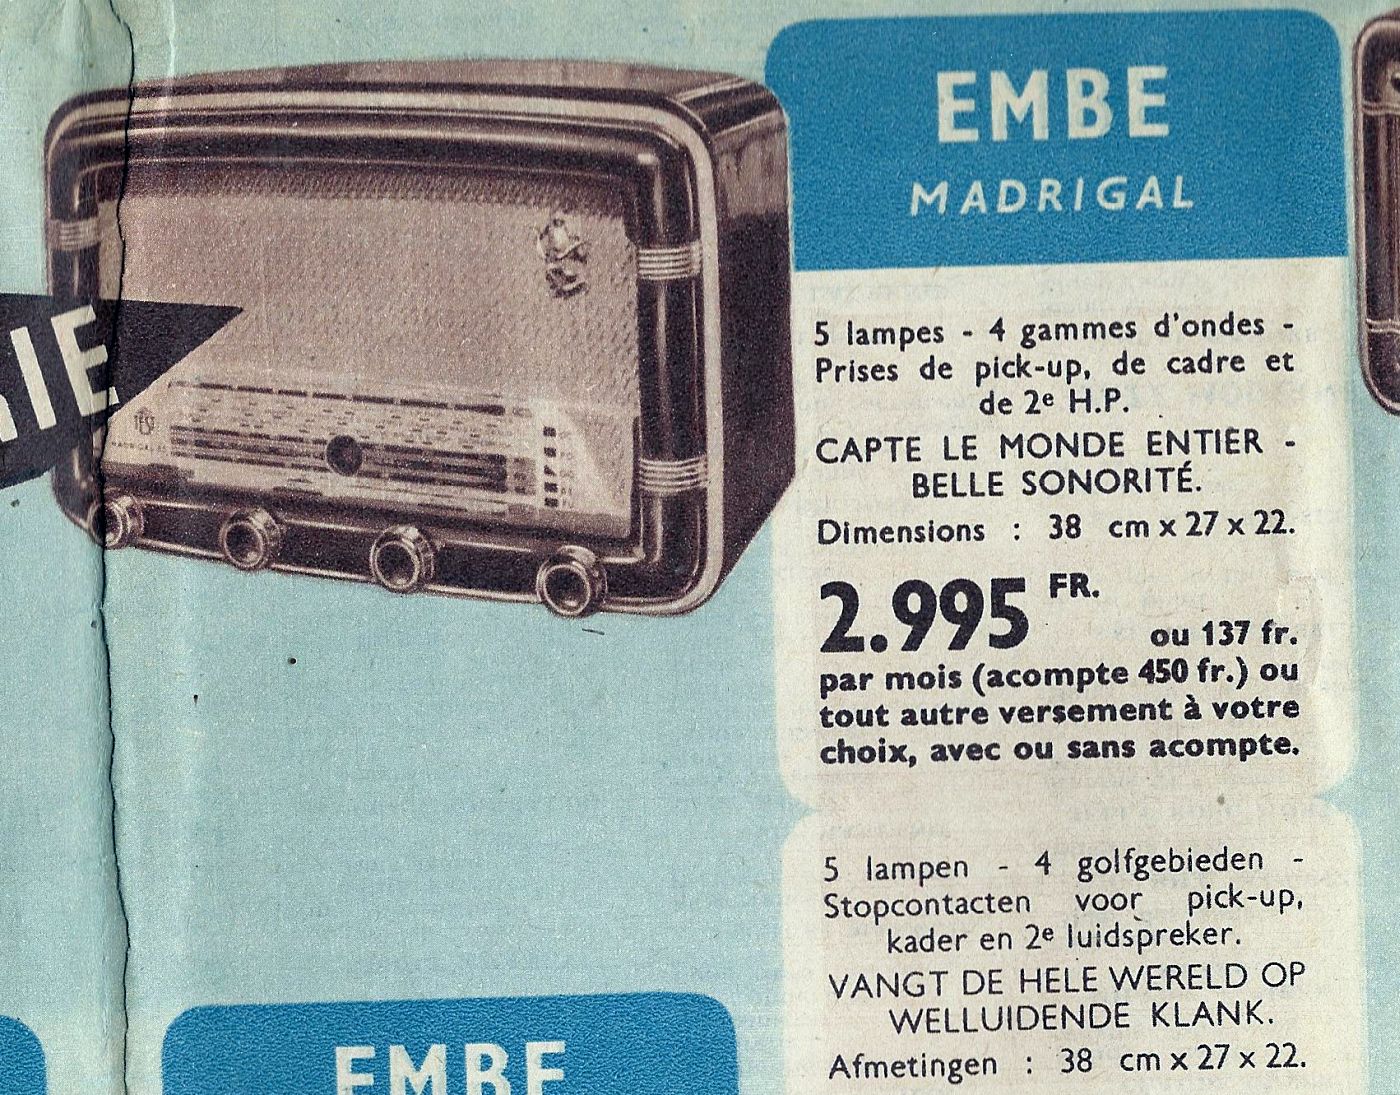 EMBE
MADRIGAL
5 lampes - 4 gammes d'ondes -
Prises de pick-up, de cadre et
de 2e H.P.
CAPTE LE MONDE ENTIER -
BELLE SONORITÉ.
Dimensions : 38 cm x 27 x 22.
2.995 FR.
ou 137 fr.
par mois (acompte 450 fr.) ou
tout autre versement à votre
choix, avec ou sans acompte.
5 lampen - 4 golfgebieden -
Stopcontacten voor pick-up,
kader en 2e luidspreker.
VANGT DE HELE WERELD OP
WELLUIDENDE KLANK.
Afmetingen : 38 cm x 27 x 22.
EMBE